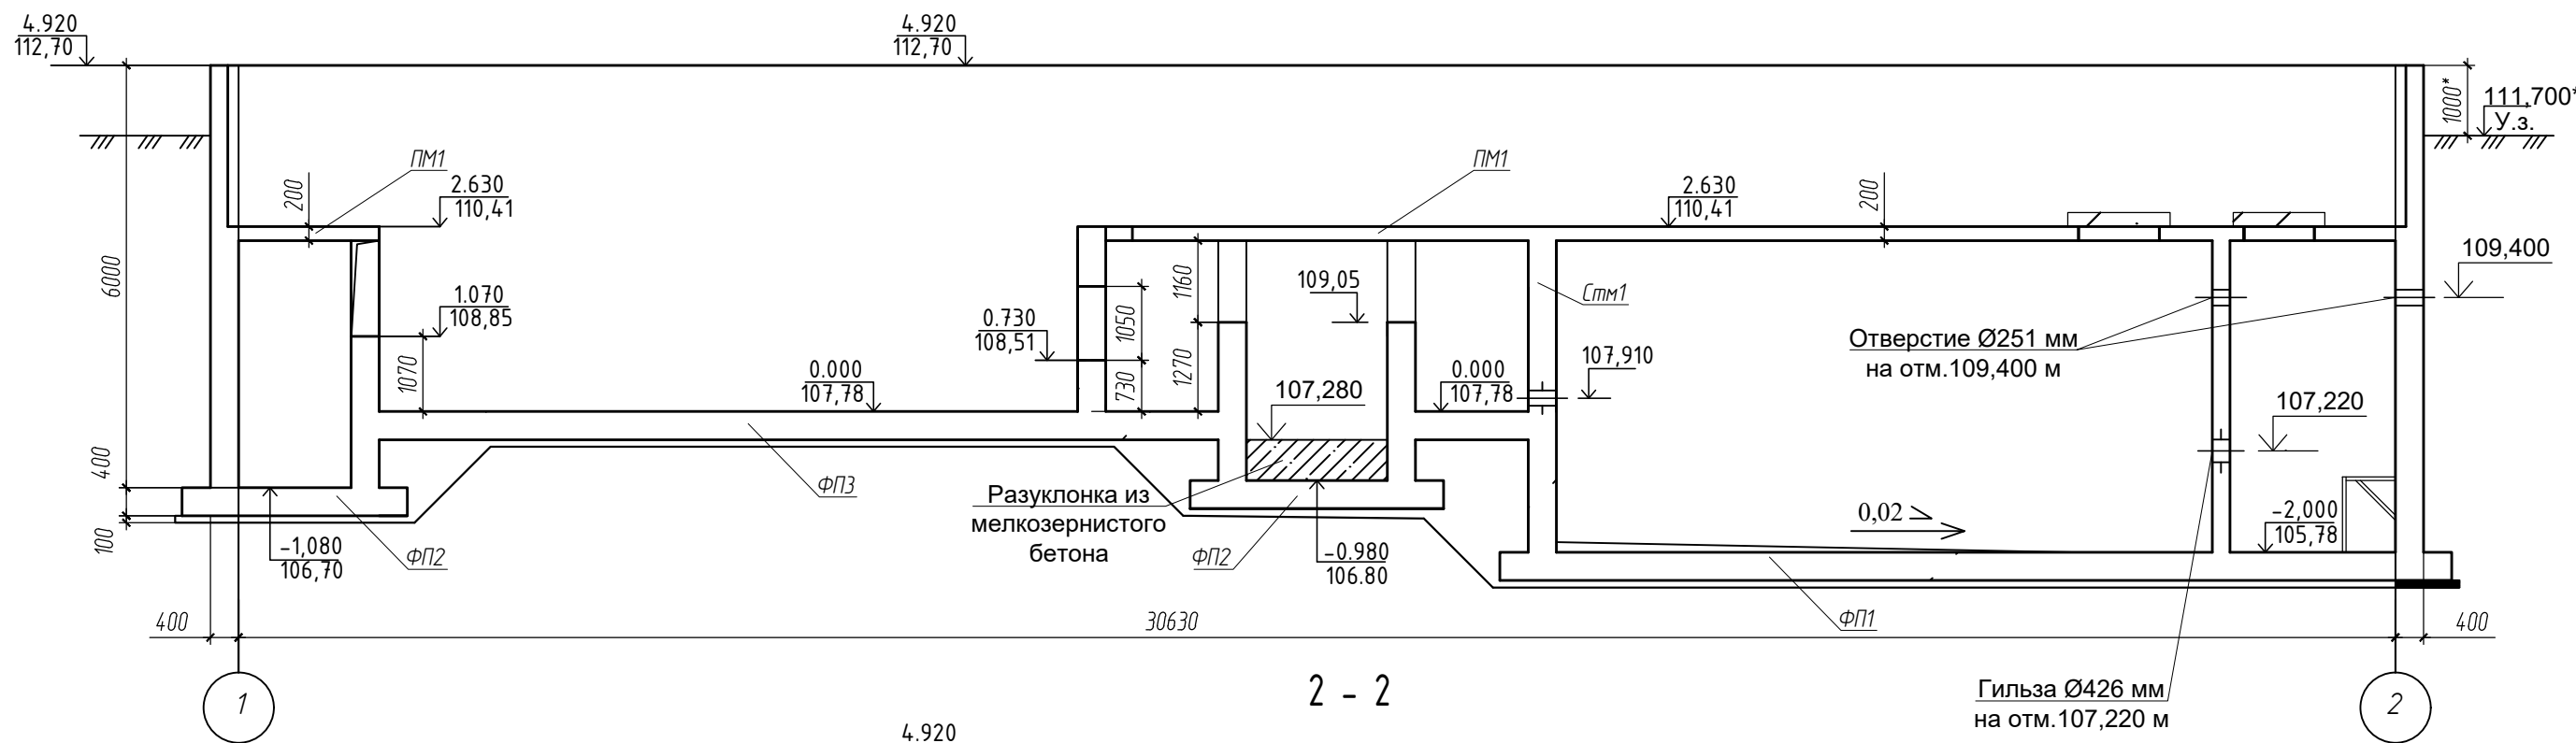 4.920
112,70
4.920
112,70
1000*
111,700*
У.з.
ПМ1
ПМ1
200
2.630
110,41
2.630
110,41
200
6000
1160
109,05
Стм1
109,400
1.070
108,85
0.730
108,51
1050
Отверстие Ø251 мм
на отм.109,400 м
107,910
1070
0.000
107,78
730
1270
107,280
0.000
107,78
107,220
400
ФП3
Разуклонка из
мелкозернистого
бетона
0,02
-2,000
105,78
100
-1,080
106,70
ФП2
ФП2
-0.980
106.80
400
30630
ФП1
400
1
2 - 2
Гильза Ø426 мм
на отм.107,220 м
2
4.920